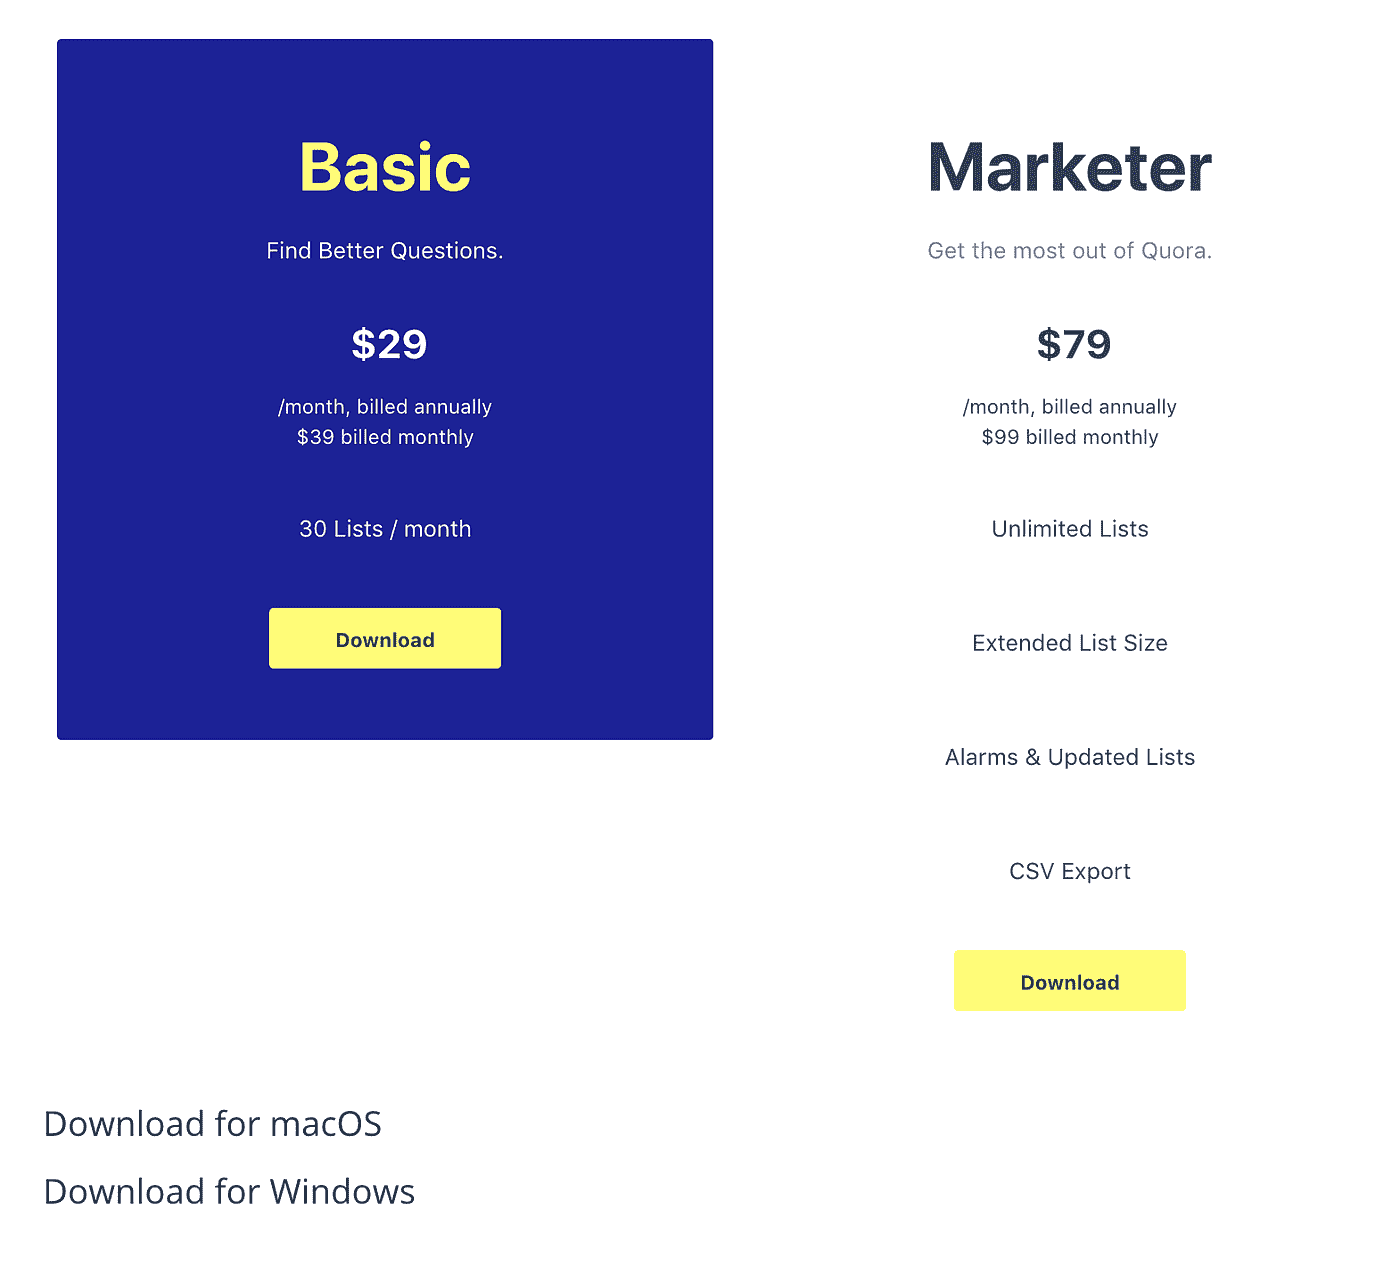 Basic
Find Better Questions.
$29
/month, billed annually
$39 billed monthly
30 Lists / month
Download
Marketer
Get the most out of Quora.
$79
/month, billed annually
$99 billed monthly
Unlimited Lists
Extended List Size
Alarms & Updated Lists
CSV Export
Download
Download for macOS
Download for Windows